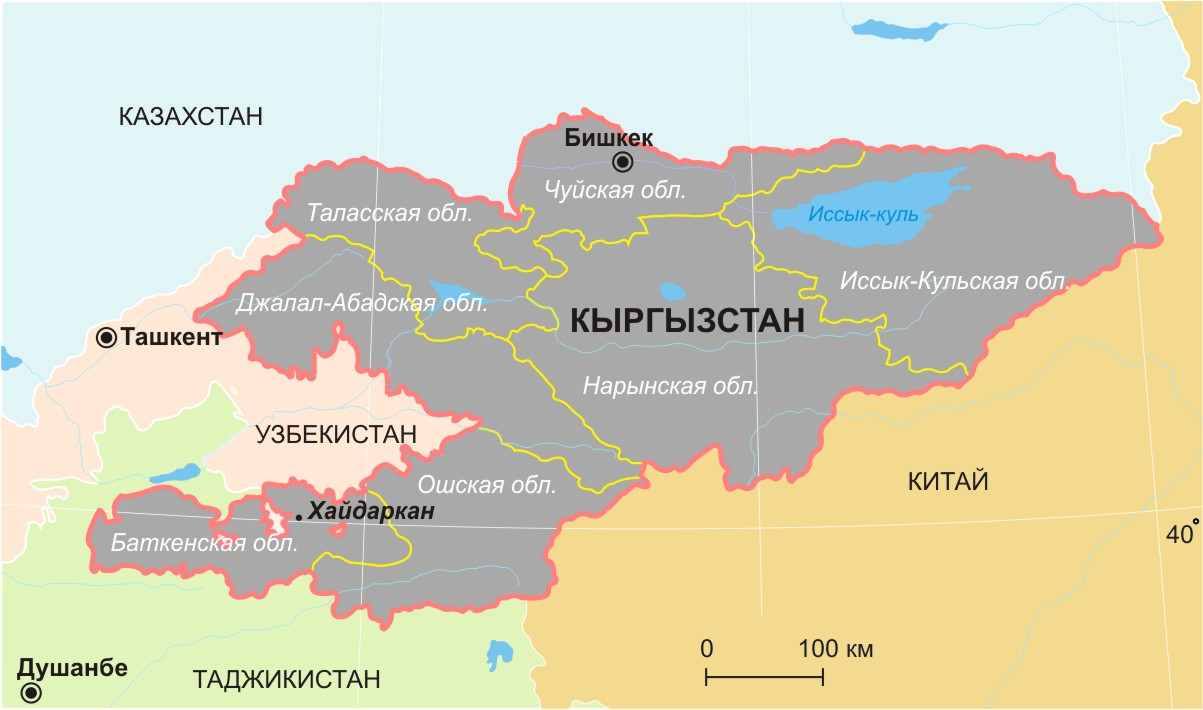 КАЗАХСТАН
Бишкек
Чуйская обл.
Таласская обл.
Иссык-куль
Иссык-Кульская обл.
Джалал-Абадская обл.
КЫРГЫЗСТАН
Ташкент
Нарынская обл.
УЗБЕКИСТАН
Ошская обл.
КИТАЙ
Хайдаркан
40°
Баткенская обл.
0 100 км
Душанбе
ТАДЖИКИСТАН